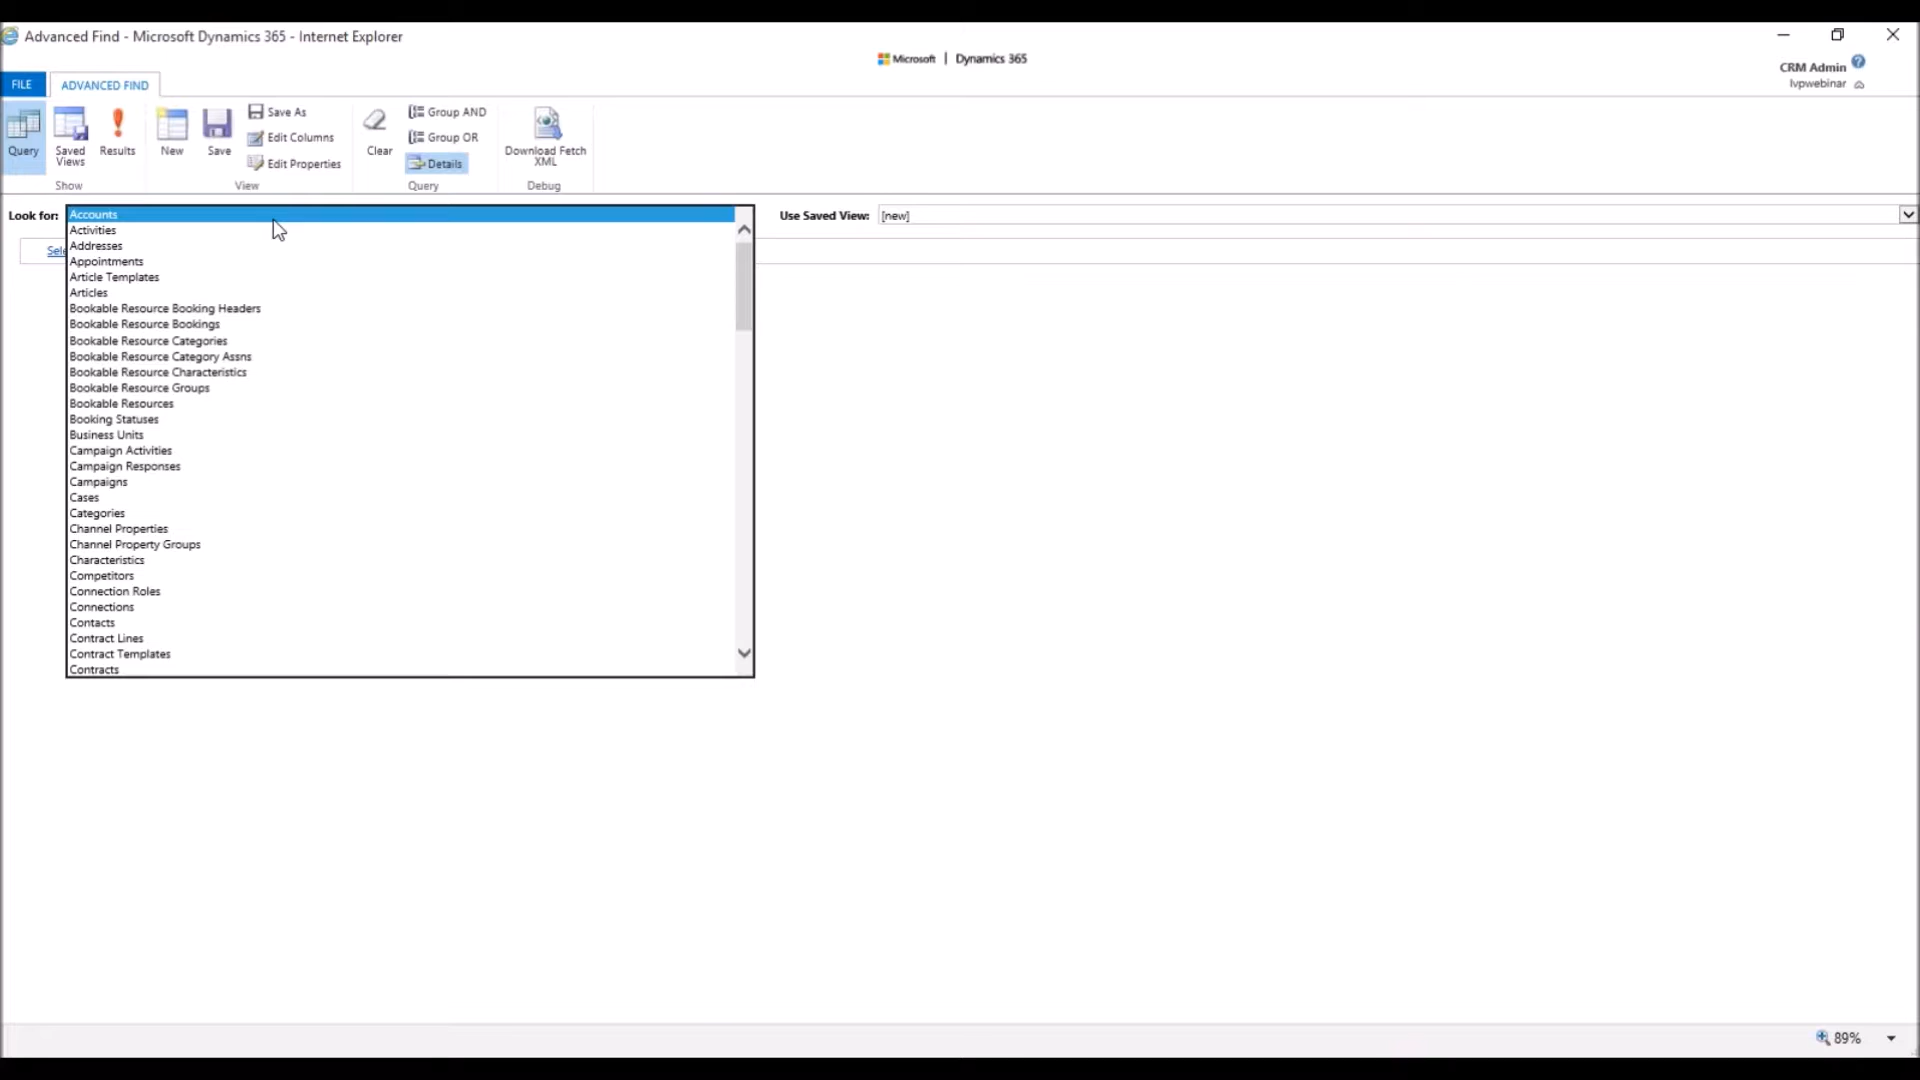 Advanced Find - Microsoft Dynamics 365 - Internet Explorer
Microsoft | Dynamics 365
CRM Admin
lvpwebinar
FILE
ADVANCED FIND
Query
Saved Views
Results
Show
New
Save
Save As
Edit Columns
Edit Properties
View
Clear
Group AND
Group OR
Details
Query
Download Fetch XML
Debug
Look for:
Accounts
Use Saved View: [new]
Sele
Activities
Addresses
Appointments
Article Templates
Articles
Bookable Resource Booking Headers
Bookable Resource Bookings
Bookable Resource Categories
Bookable Resource Category Assns
Bookable Resource Characteristics
Bookable Resource Groups
Bookable Resources
Booking Statuses
Business Units
Campaign Activities
Campaign Responses
Campaigns
Cases
Categories
Channel Properties
Channel Property Groups
Characteristics
Competitors
Connection Roles
Connections
Contacts
Contract Lines
Contract Templates
Contracts
89%